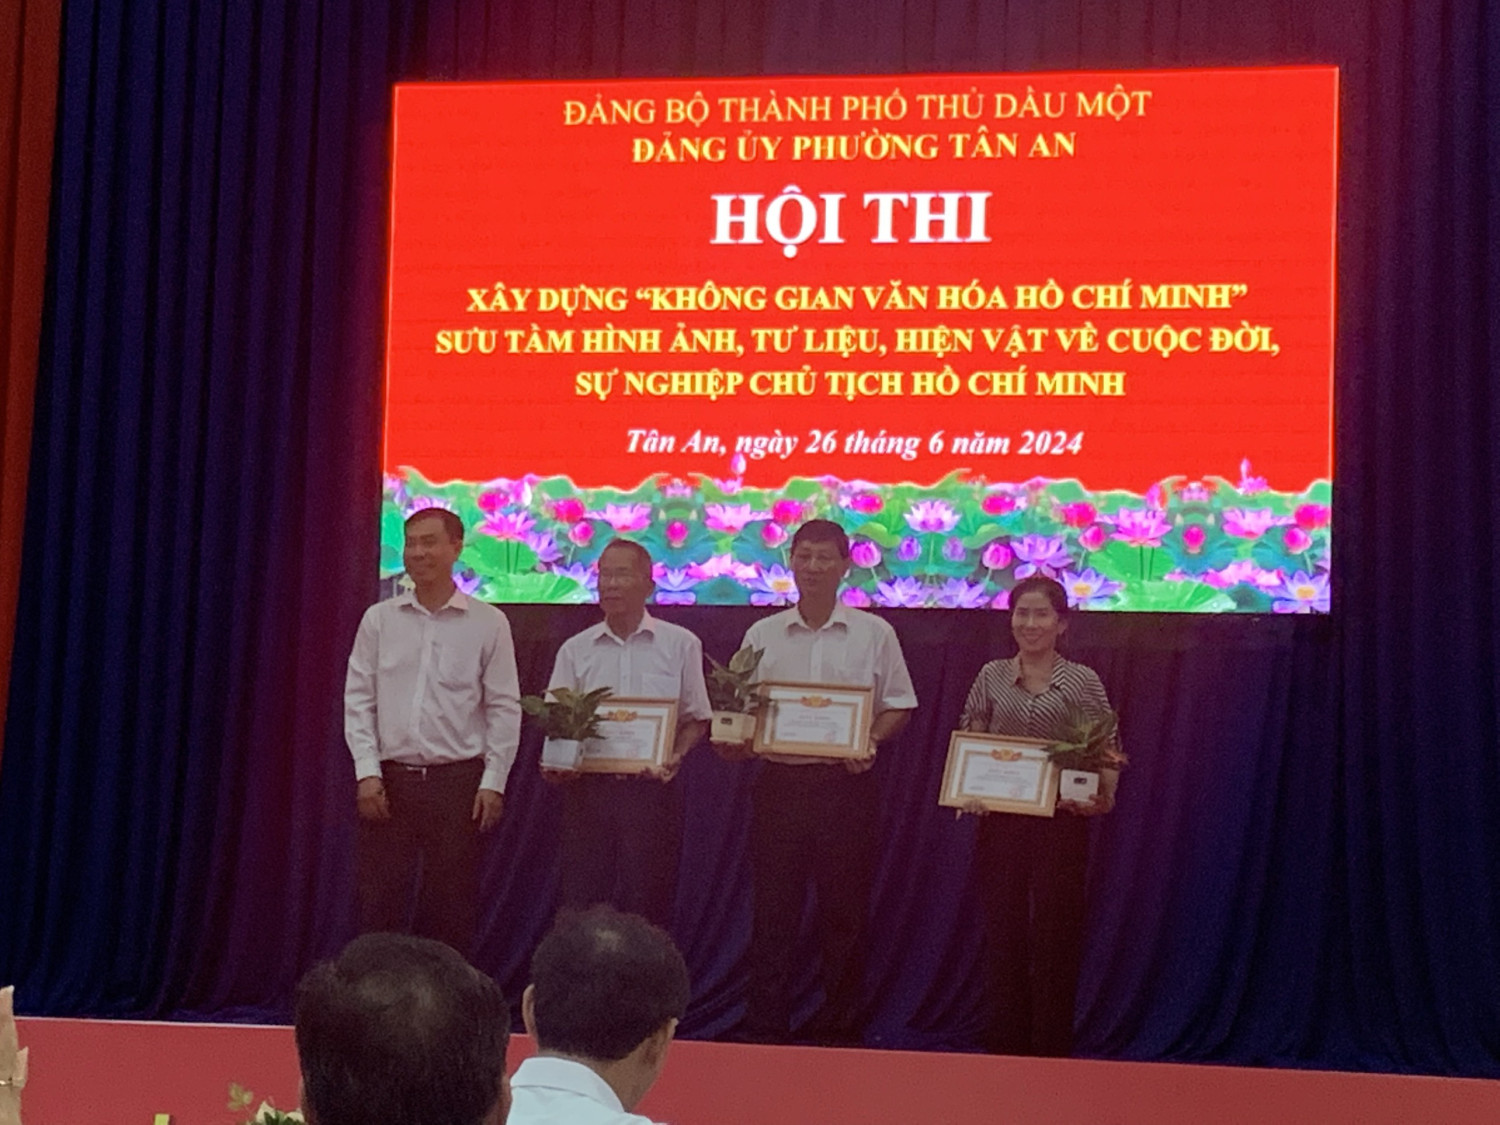 ĐẢNG BỘ THÀNH PHỐ THỦ DẦU MỘT
ĐẢNG ỦY PHƯỜNG TÂN AN
HỘI THI
XÂY DỰNG “KHÔNG GIAN VĂN HÓA HỒ CHÍ MINH”
SƯU TẦM HÌNH ẢNH, TƯ LIỆU, HIỆN VẬT VỀ CUỘC ĐỜI,
SỰ NGHIỆP CHỦ TỊCH HỒ CHÍ MINH
Tân An, ngày 26 tháng 6 năm 2024